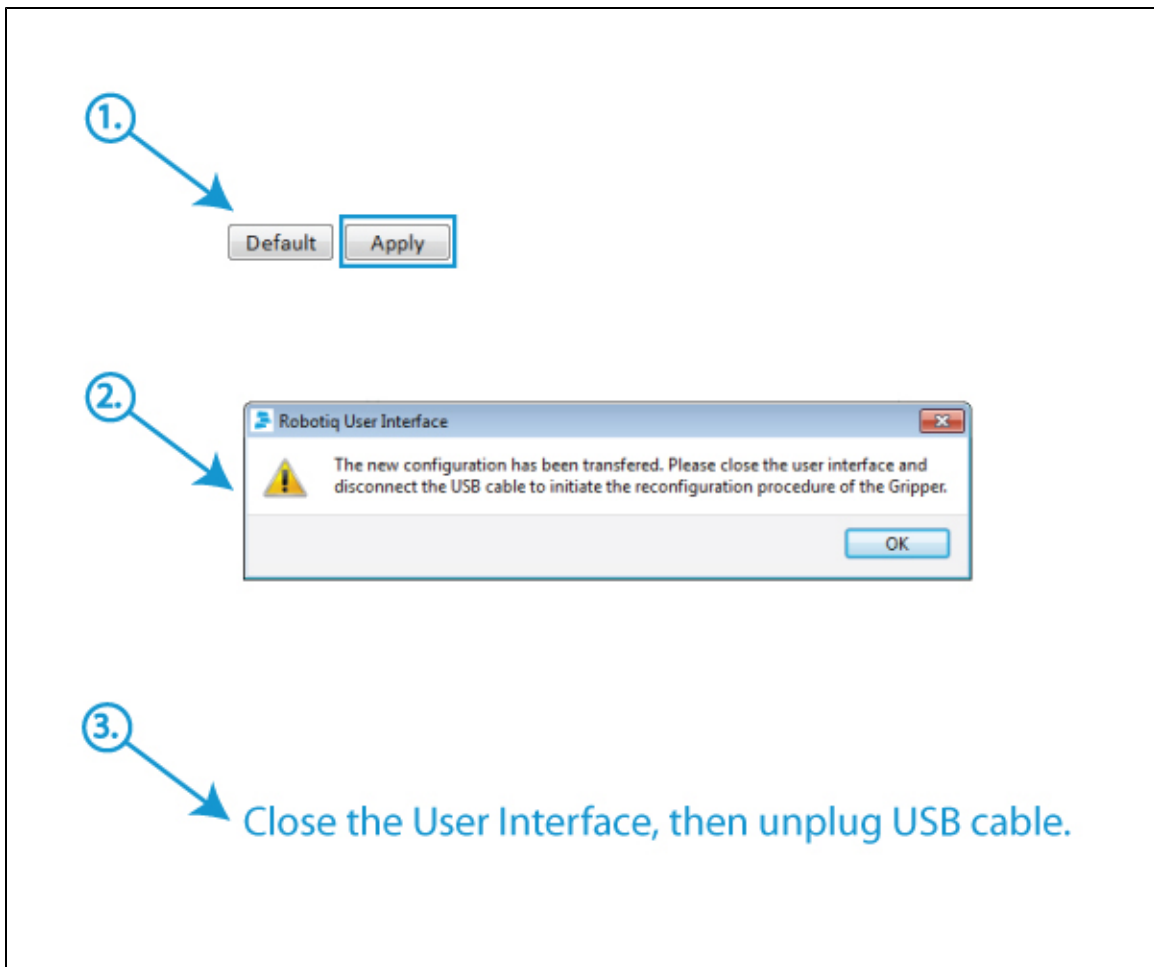 1.
Default Apply
2.
Robotiq User Interface
The new configuration has been transfered. Please close the user interface and
disconnect the USB cable to initiate the reconfiguration procedure of the Gripper.
OK
3.
Close the User Interface, then unplug USB cable.